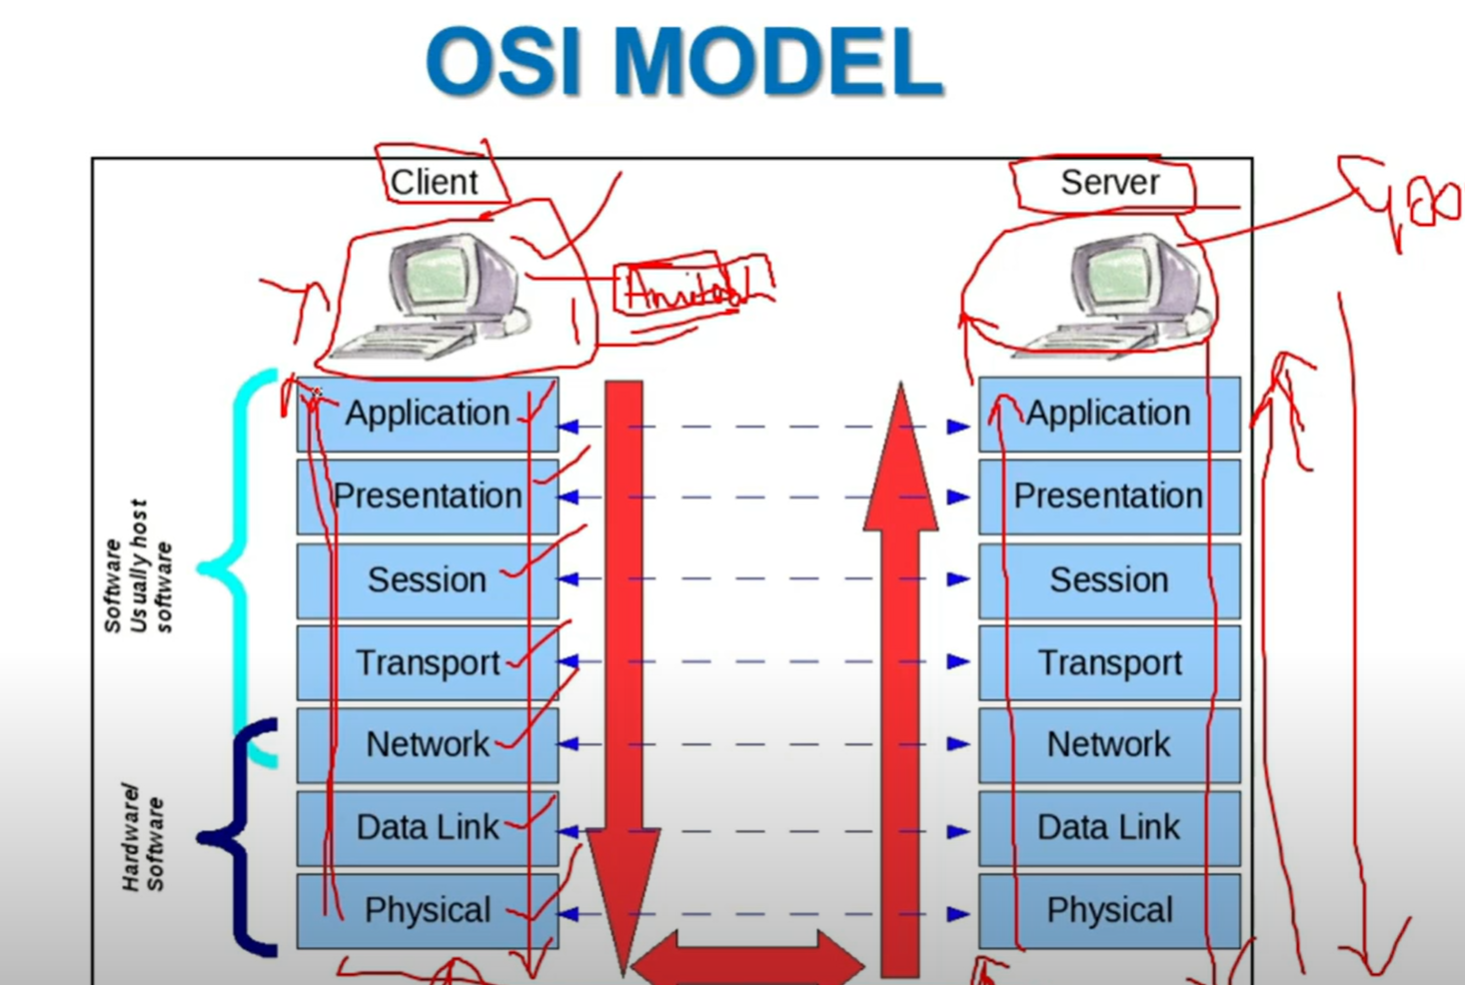 OSI MODEL
Client
Server
Application
Presentation
Session
Transport
Network
Data Link
Physical
Application
Presentation
Session
Transport
Network
Data Link
Physical
Software
Usually host
software
Hardware/
Software